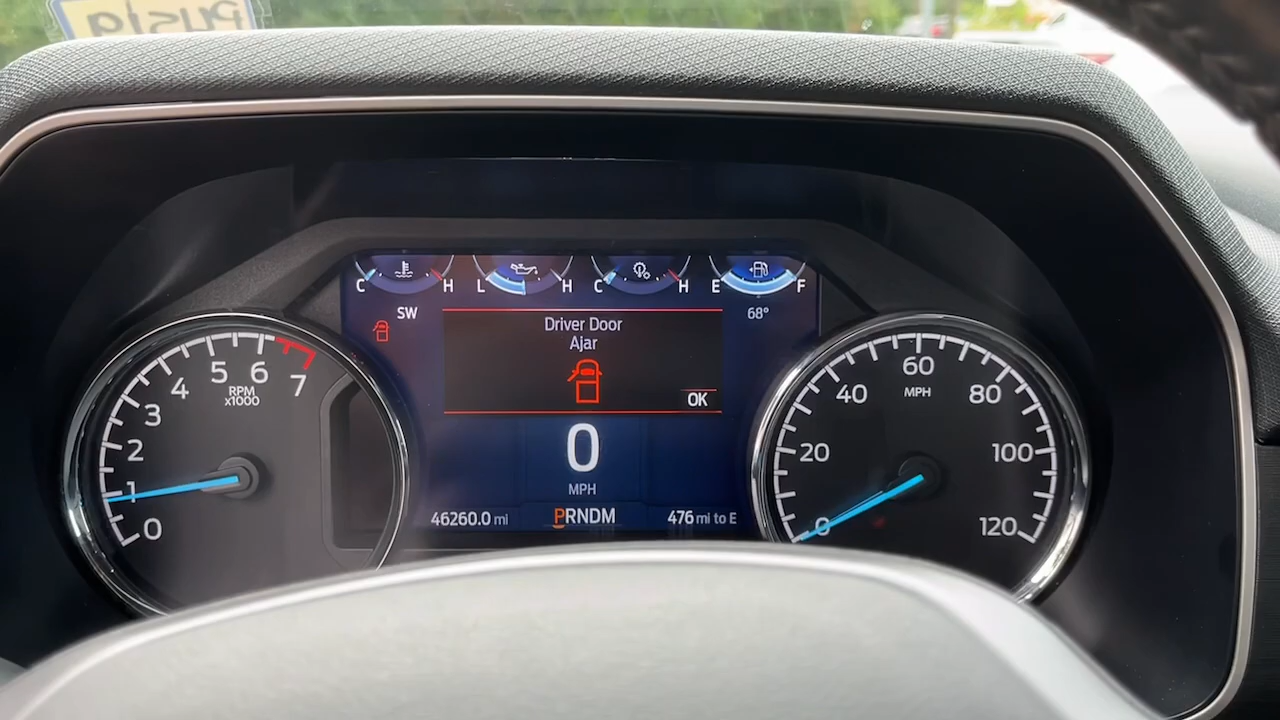 C H L H C H E F
SW
68°
Driver Door
Ajar
OK
0
MPH
46260.0 mi
PRNDM
476 mi to E
0 1 2 3 4 5 6 7
RPM
x1000
0 20 40 60 80 100 120
MPH